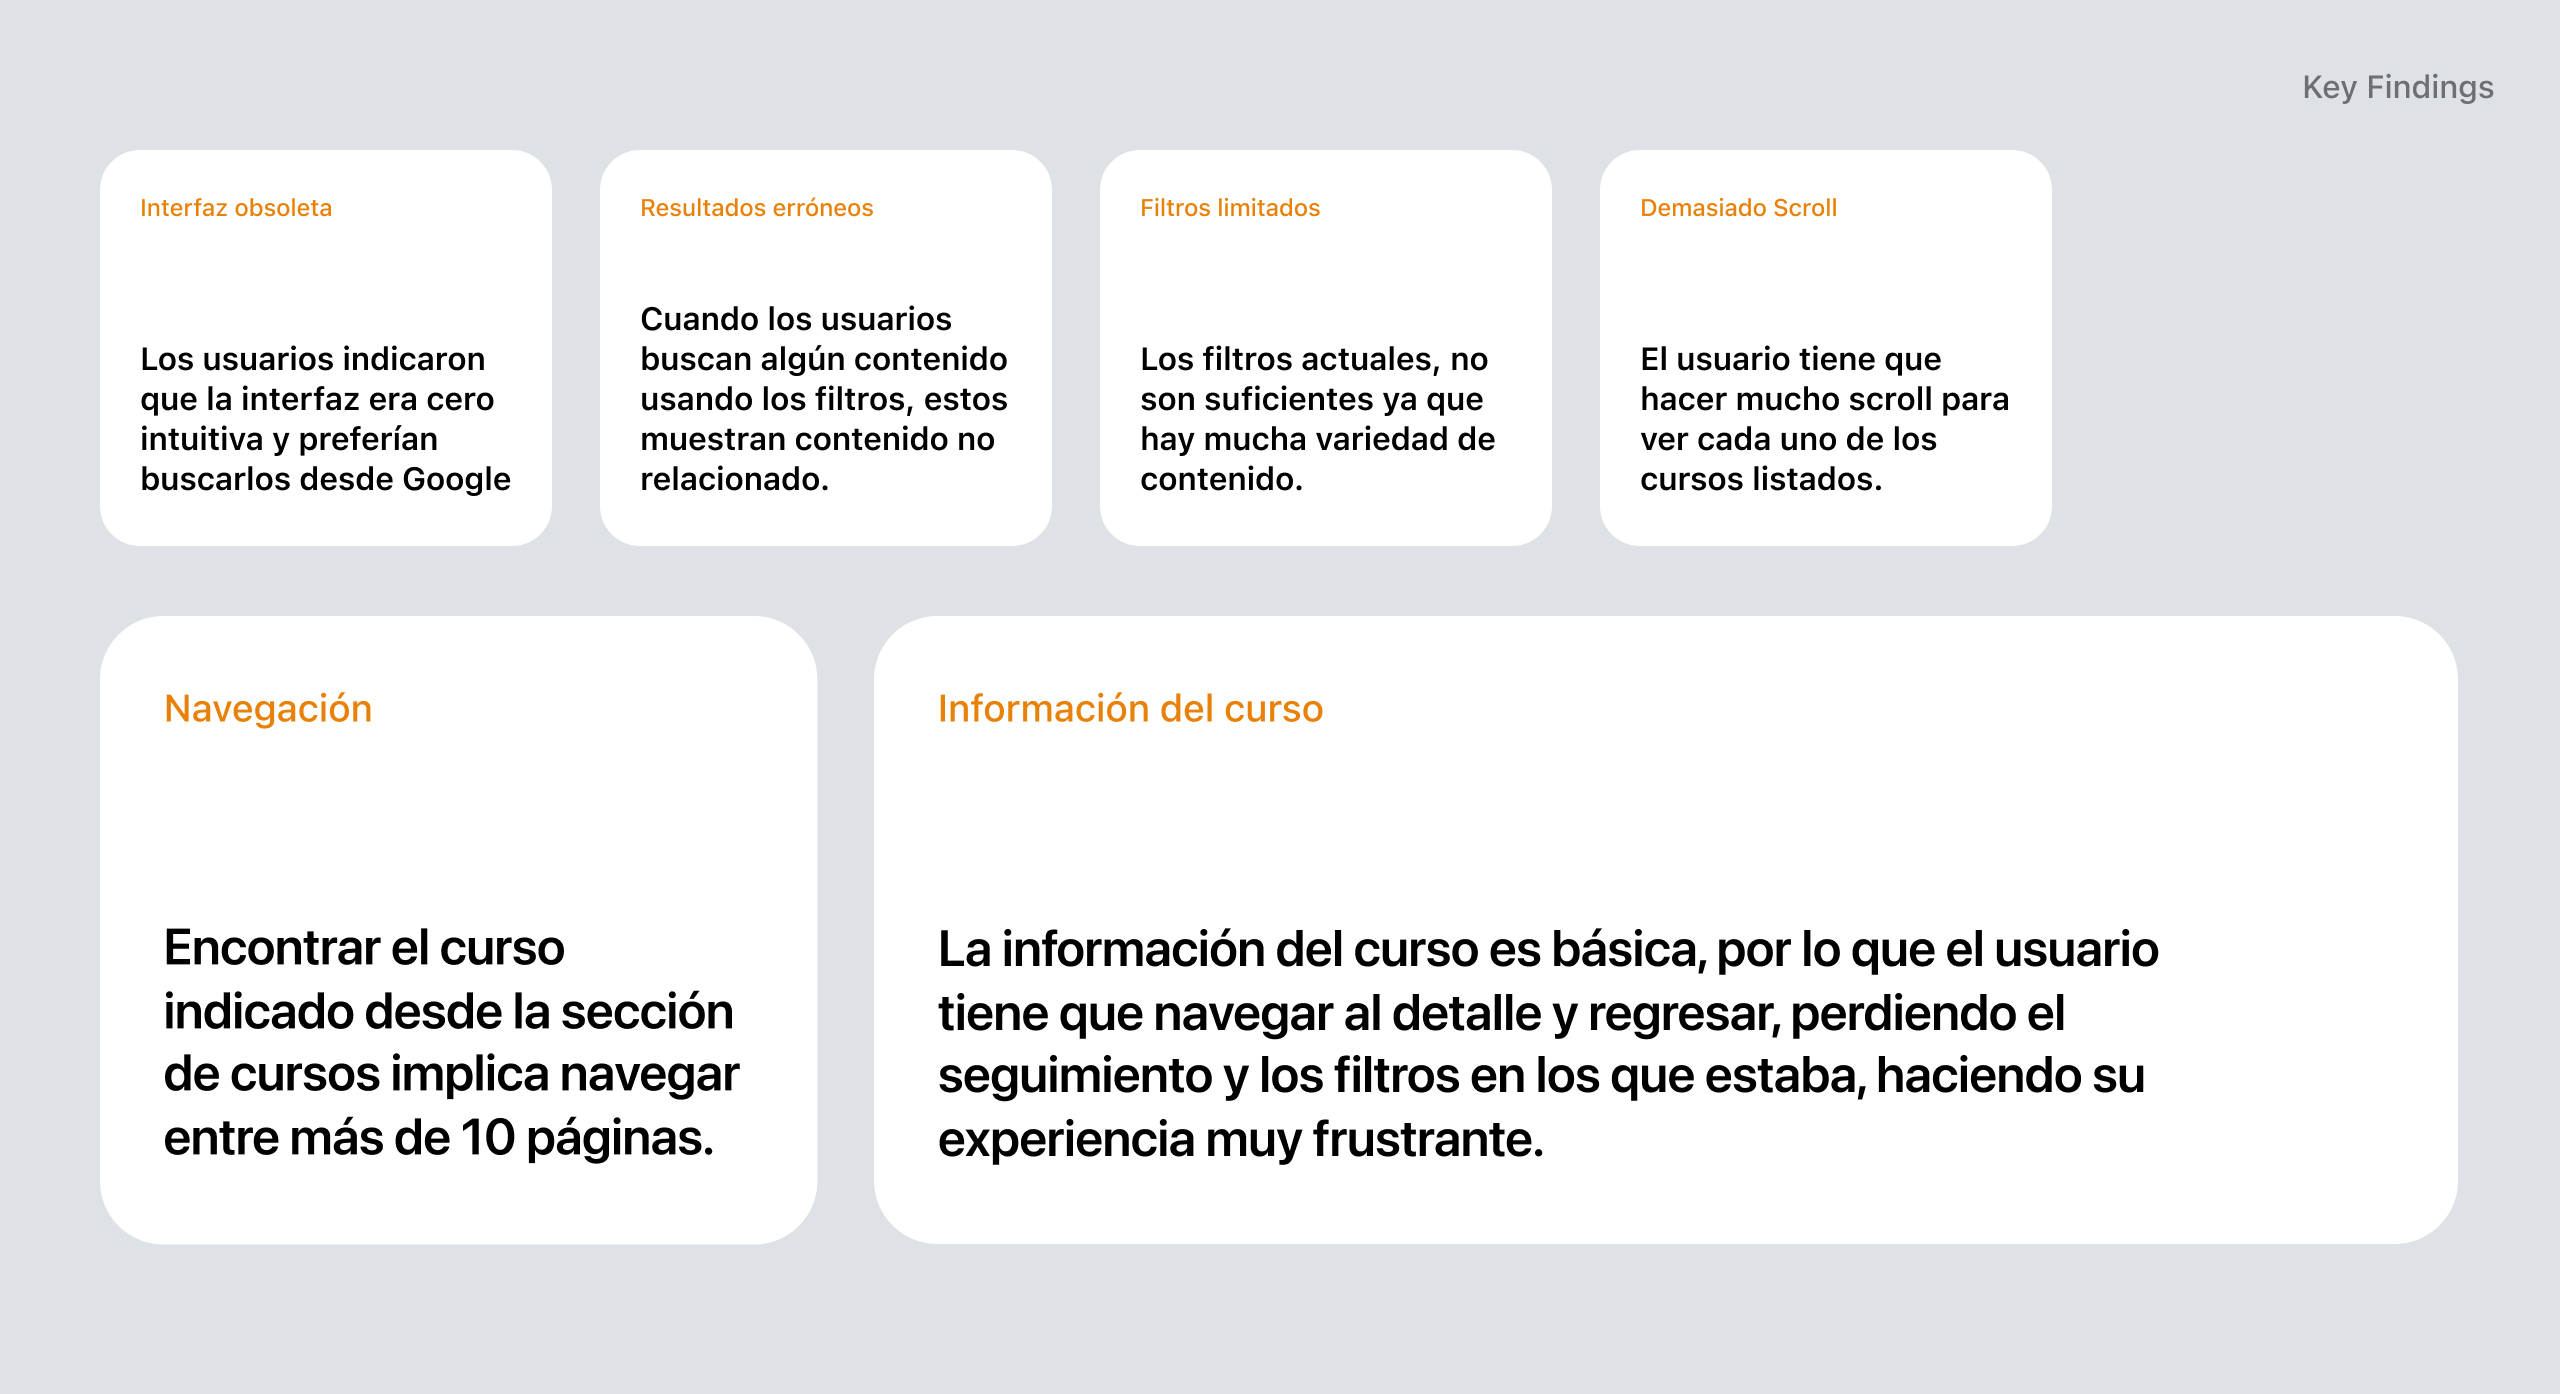 Key Findings
Interfaz obsoleta
Los usuarios indicaron
que la interfaz era cero
intuitiva y preferían
buscarlos desde Google
Resultados erróneos
Cuando los usuarios
buscan algún contenido
usando los filtros, estos
muestran contenido no
relacionado.
Filtros limitados
Los filtros actuales, no
son suficientes ya que
hay mucha variedad de
contenido.
Demasiado Scroll
El usuario tiene que
hacer mucho scroll para
ver cada uno de los
cursos listados.
Navegación
Encontrar el curso
indicado desde la sección
de cursos implica navegar
entre más de 10 páginas.
Información del curso
La información del curso es básica, por lo que el usuario
tiene que navegar al detalle y regresar, perdiendo el
seguimiento y los filtros en los que estaba, haciendo su
experiencia muy frustrante.